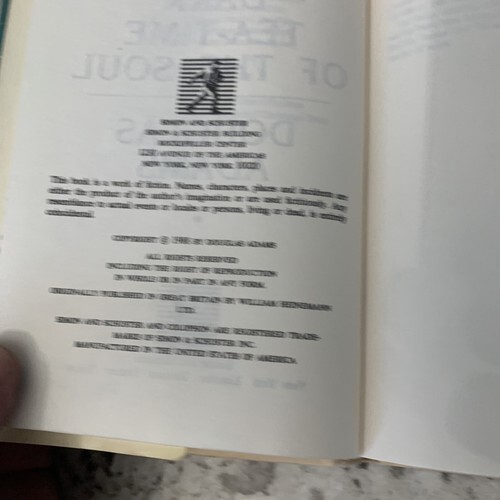 SIMON AND SCHUSTER
SIMON & SCHUSTER BUILDING
ROCKEFELLER CENTER
1230 AVENUE OF THE AMERICAS
NEW YORK, NEW YORK 10020
This book is a work of fiction. Names, characters, places and incidents are
either the product of the author's imagination or are used fictitiously. Any
resemblance to actual events or locales or persons, living or dead, is entirely
coincidental.
COPYRIGHT © 1988 BY DOUGLAS ADAMS
ALL RIGHTS RESERVED
INCLUDING THE RIGHT OF REPRODUCTION
IN WHOLE OR IN PART IN ANY FORM.
ORIGINALLY PUBLISHED IN GREAT BRITAIN BY WILLIAM HEINEMANN
LTD.
SIMON AND SCHUSTER AND COLOPHON ARE REGISTERED TRADE-
MARKS OF SIMON & SCHUSTER INC.
MANUFACTURED IN THE UNITED STATES OF AMERICA